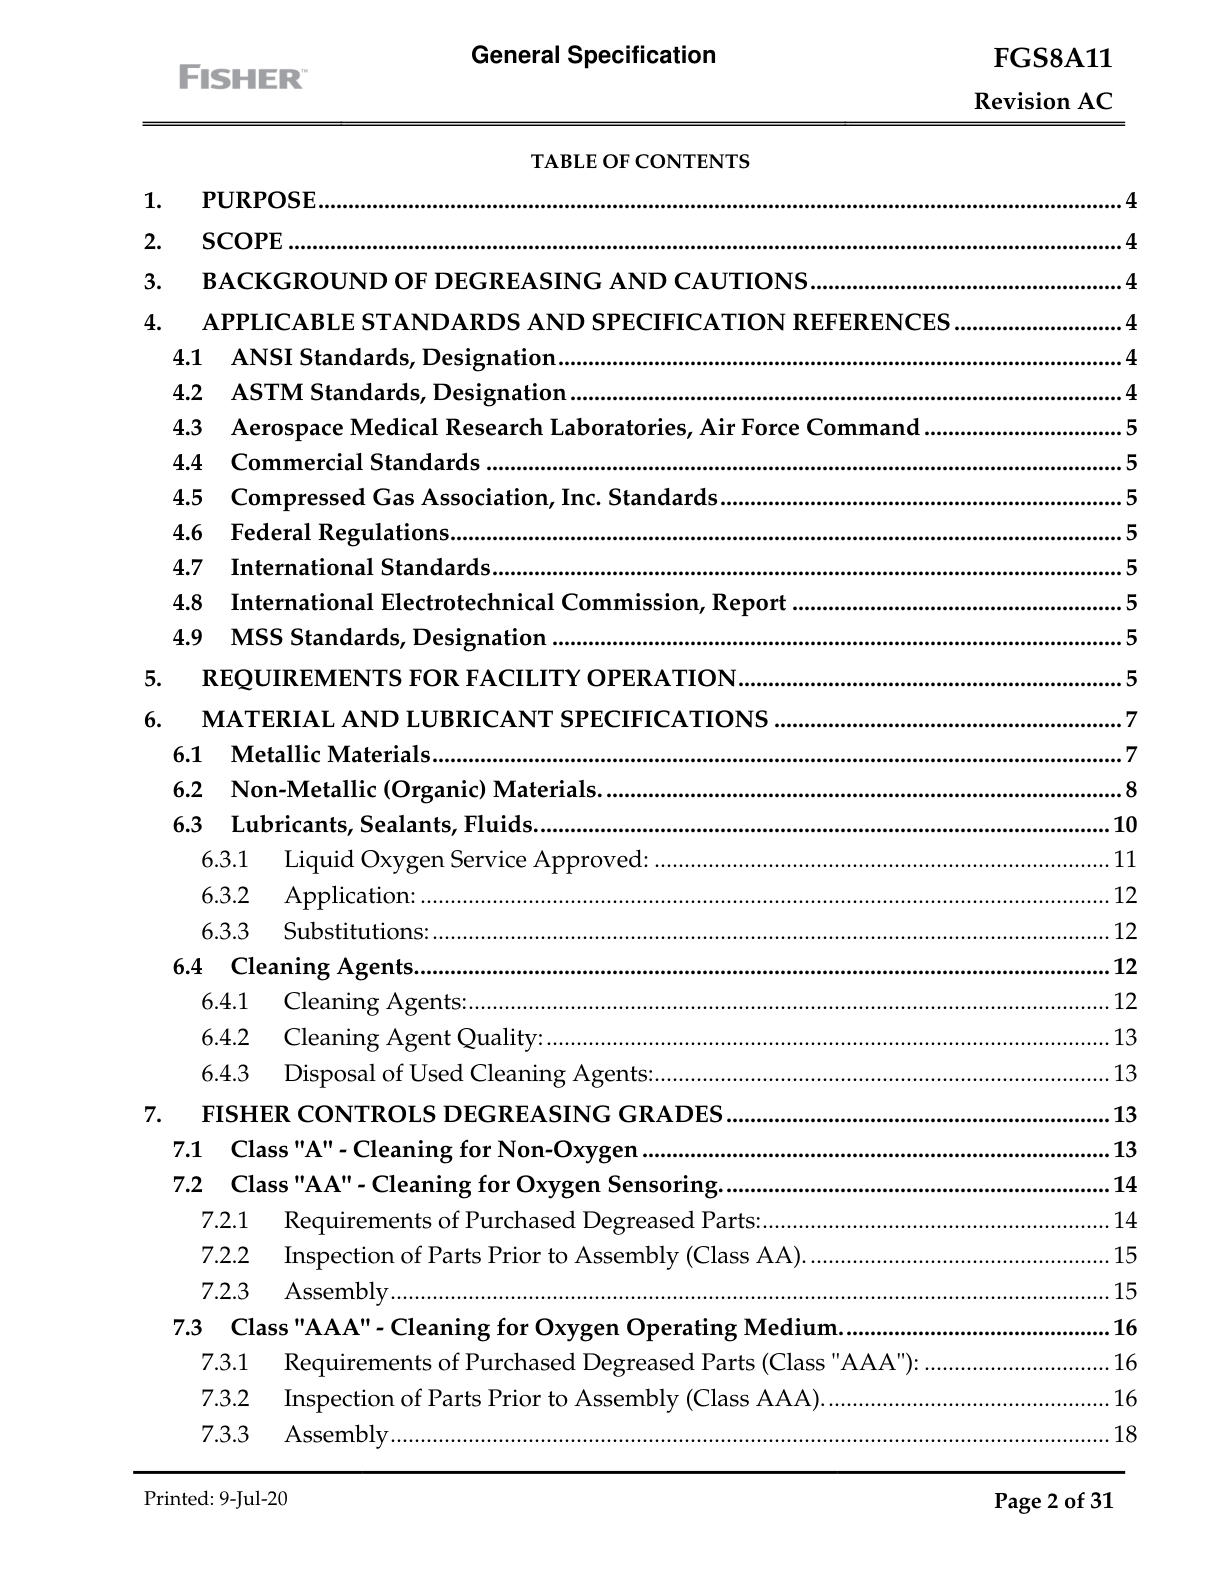 General Specification
FGS8A11
FISHER™
Revision AC
TABLE OF CONTENTS
1. PURPOSE 4
2. SCOPE 4
3. BACKGROUND OF DEGREASING AND CAUTIONS 4
4. APPLICABLE STANDARDS AND SPECIFICATION REFERENCES 4
4.1 ANSI Standards, Designation 4
4.2 ASTM Standards, Designation 4
4.3 Aerospace Medical Research Laboratories, Air Force Command 5
4.4 Commercial Standards 5
4.5 Compressed Gas Association, Inc. Standards 5
4.6 Federal Regulations 5
4.7 International Standards 5
4.8 International Electrotechnical Commission, Report 5
4.9 MSS Standards, Designation 5
5. REQUIREMENTS FOR FACILITY OPERATION 5
6. MATERIAL AND LUBRICANT SPECIFICATIONS 7
6.1 Metallic Materials 7
6.2 Non-Metallic (Organic) Materials. 8
6.3 Lubricants, Sealants, Fluids. 10
6.3.1 Liquid Oxygen Service Approved: 11
6.3.2 Application: 12
6.3.3 Substitutions: 12
6.4 Cleaning Agents. 12
6.4.1 Cleaning Agents: 12
6.4.2 Cleaning Agent Quality: 13
6.4.3 Disposal of Used Cleaning Agents: 13
7. FISHER CONTROLS DEGREASING GRADES 13
7.1 Class "A" - Cleaning for Non-Oxygen 13
7.2 Class "AA" - Cleaning for Oxygen Sensoring. 14
7.2.1 Requirements of Purchased Degreased Parts: 14
7.2.2 Inspection of Parts Prior to Assembly (Class AA). 15
7.2.3 Assembly 15
7.3 Class "AAA" - Cleaning for Oxygen Operating Medium. 16
7.3.1 Requirements of Purchased Degreased Parts (Class "AAA"): 16
7.3.2 Inspection of Parts Prior to Assembly (Class AAA). 16
7.3.3 Assembly 18
Printed: 9-Jul-20
Page 2 of 31